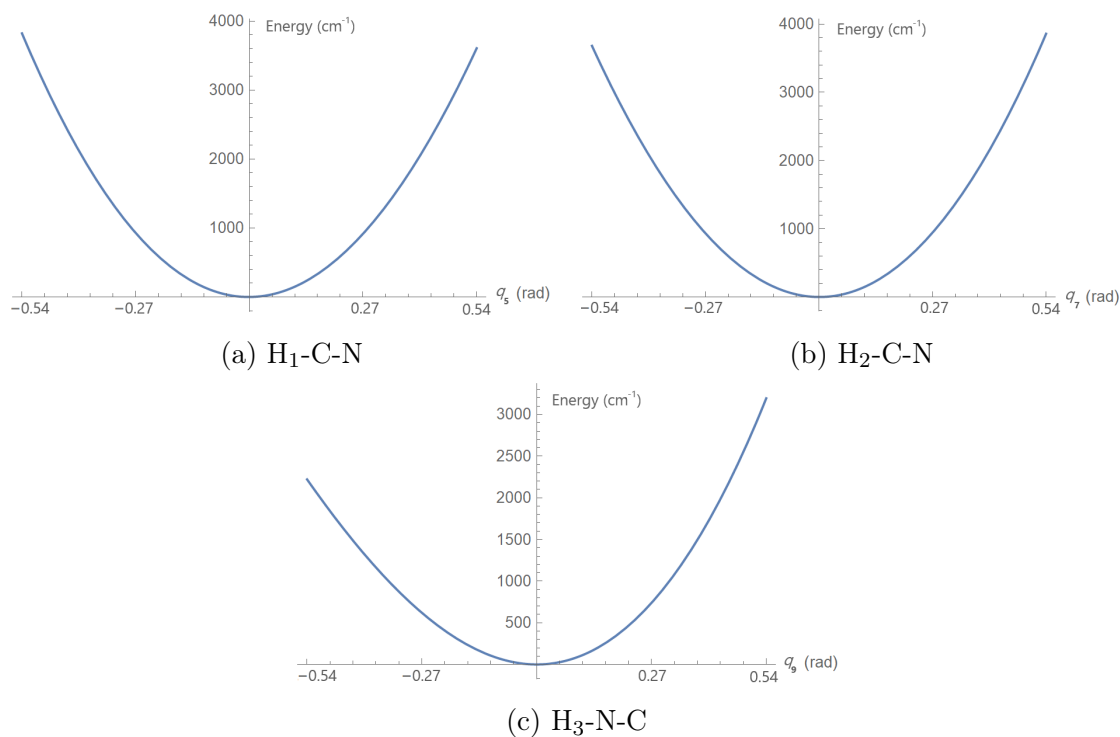 4000
Energy (cm⁻¹)
3000
2000
1000
−0.54
−0.27
0.27
0.54
q₅ (rad)
(a) H₁-C-N
4000
Energy (cm⁻¹)
3000
2000
1000
−0.54
−0.27
0.27
0.54
q₇ (rad)
(b) H₂-C-N
Energy (cm⁻¹)
3000
2500
2000
1500
1000
500
−0.54
−0.27
0.27
0.54
q₉ (rad)
(c) H₃-N-C